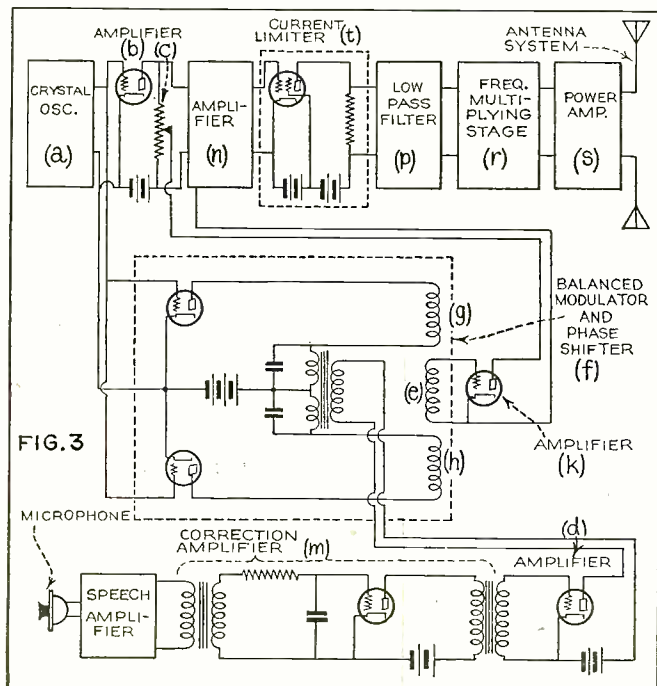 AMPLIFIER
(b) (c)
CURRENT
LIMITER (t)
ANTENNA
SYSTEM
CRYSTAL
OSC.
(a)
AMPLI-
FIER
(n)
LOW
PASS
FILTER
(p)
FREQ.
MULTI-
PLYING
STAGE
(r)
POWER
AMP.
(s)
(g)
BALANCED
MODULATOR
AND
PHASE
SHIFTER
(f)
(e)
FIG.3
(h)
AMPLIFIER
(k)
MICROPHONE
CORRECTION
AMPLIFIER (m)
(d)
AMPLIFIER
SPEECH
AMPLI-
FIER